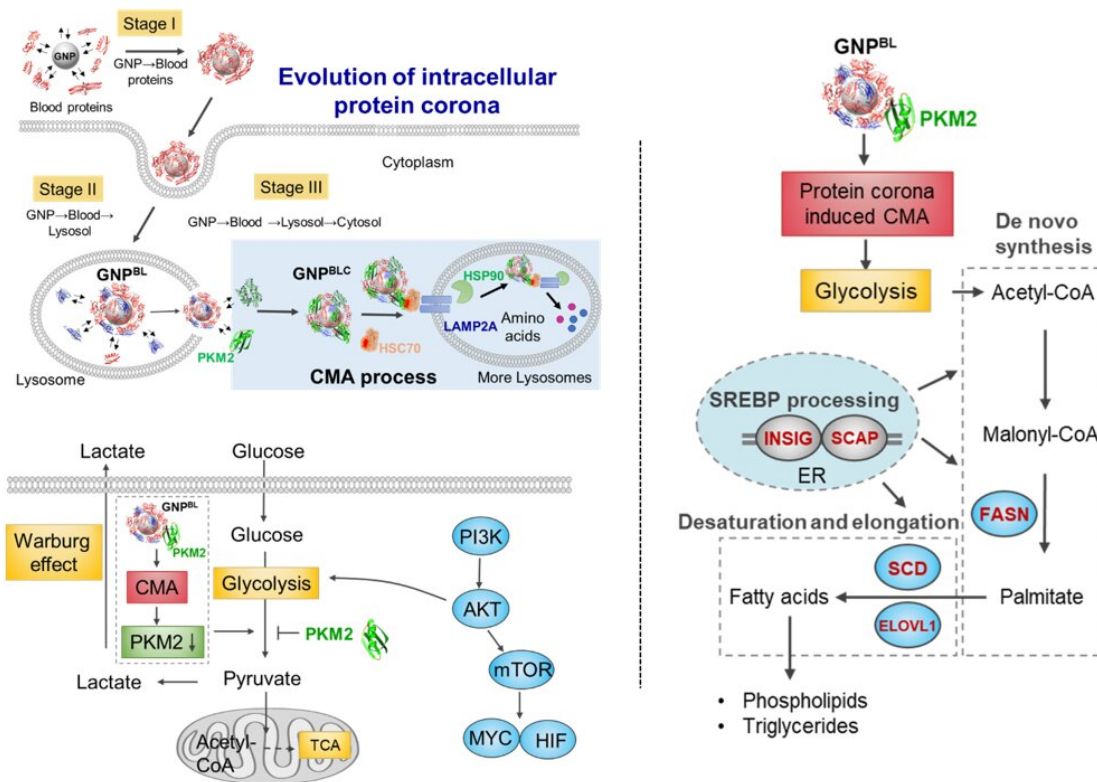 Stage I
GNP
GNP→Blood
proteins
Blood proteins
Evolution of intracellular
protein corona
Cytoplasm
Stage II
GNP→Blood→
Lysosol
Stage III
GNP→Blood →Lysosol→Cytosol
GNPBL
PKM2
Lysosome
GNPBLC
HSC70
CMA process
HSP90
LAMP2A
Amino
acids
More Lysosomes
Lactate
Glucose
Warburg
effect
GNPBL
PKM2
CMA
PKM2↓
Lactate
Glucose
Glycolysis
PKM2
Pyruvate
Acetyl-
CoA
TCA
PI3K
AKT
mTOR
MYC
HIF
GNPBL
PKM2
Protein corona
induced CMA
Glycolysis
De novo
synthesis
Acetyl-CoA
SREBP processing
INSIG
SCAP
ER
Malonyl-CoA
FASN
Desaturation and elongation
SCD
Fatty acids
Palmitate
ELOVL1
• Phospholipids
• Triglycerides